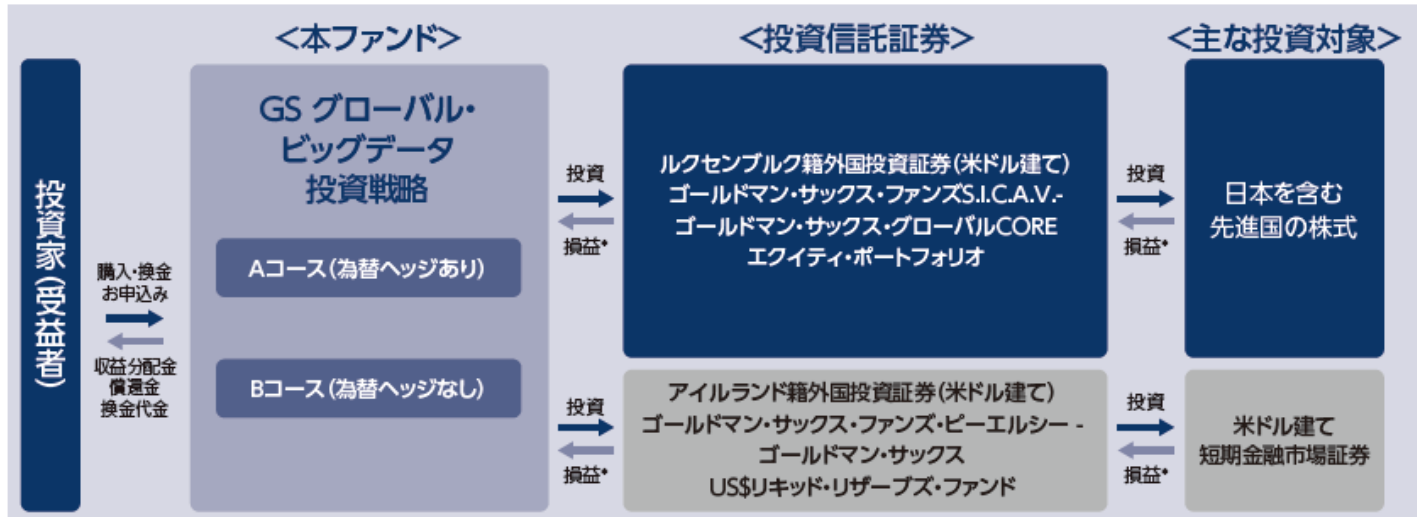 <本ファンド>
<投資信託証券>
<主な投資対象>
投資家(受益者)
購入・換金
お申込み
収益分配金
償還金
換金代金
GS グローバル・
ビッグデータ
投資戦略
Aコース(為替ヘッジあり)
Bコース(為替ヘッジなし)
投資
損益*
ルクセンブルク籍外国投資証券(米ドル建て)
ゴールドマン・サックス・ファンズS.I.C.A.V.-
ゴールドマン・サックス・グローバルCORE
エクイティ・ポートフォリオ
投資
損益*
日本を含む
先進国の株式
投資
損益*
アイルランド籍外国投資証券(米ドル建て)
ゴールドマン・サックス・ファンズ・ピーエルシー -
ゴールドマン・サックス
US$リキッド・リザーブズ・ファンド
投資
損益*
米ドル建て
短期金融市場証券